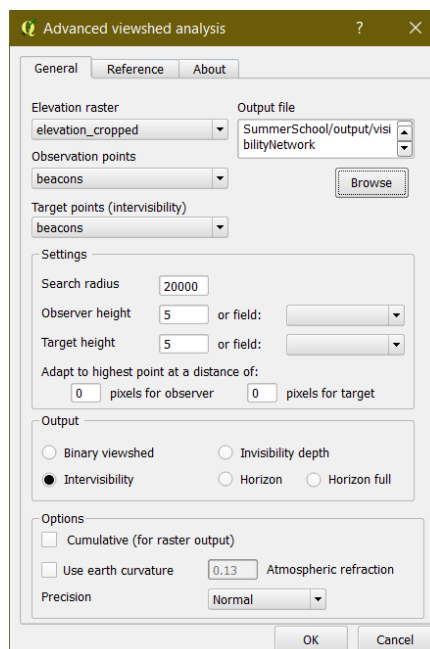 Advanced viewshed analysis ? ×
General Reference About
Elevation raster
elevation_cropped
Output file
SummerSchool/output/visi
bilityNetwork
Observation points
beacons
Browse
Target points (intervisibility)
beacons
Settings
Search radius 20000
Observer height 5 or field:
Target height 5 or field:
Adapt to highest point at a distance of:
0 pixels for observer 0 pixels for target
Output
Binary viewshed Invisibility depth
Intervisibility Horizon Horizon full
Options
Cumulative (for raster output)
Use earth curvature 0.13 Atmospheric refraction
Precision Normal
OK Cancel